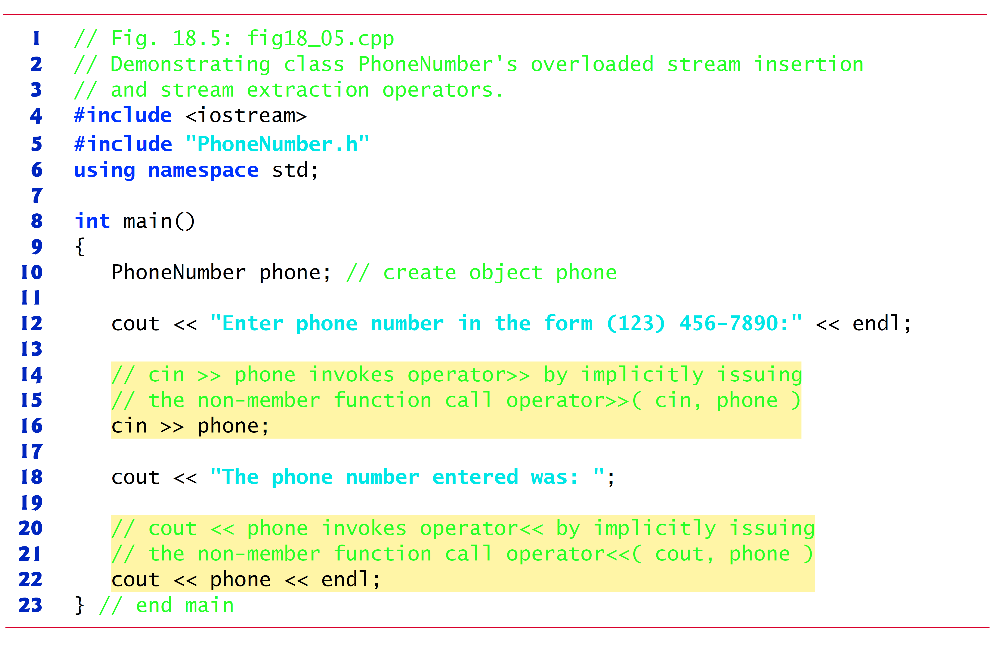 1 // Fig. 18.5: fig18_05.cpp
2 // Demonstrating class PhoneNumber's overloaded stream insertion
3 // and stream extraction operators.
4 #include <iostream>
5 #include "PhoneNumber.h"
6 using namespace std;
7
8 int main()
9 {
10 PhoneNumber phone; // create object phone
11
12 cout << "Enter phone number in the form (123) 456-7890:" << endl;
13
14 // cin >> phone invokes operator>> by implicitly issuing
15 // the non-member function call operator>>( cin, phone )
16 cin >> phone;
17
18 cout << "The phone number entered was: ";
19
20 // cout << phone invokes operator<< by implicitly issuing
21 // the non-member function call operator<<( cout, phone )
22 cout << phone << endl;
23 } // end main